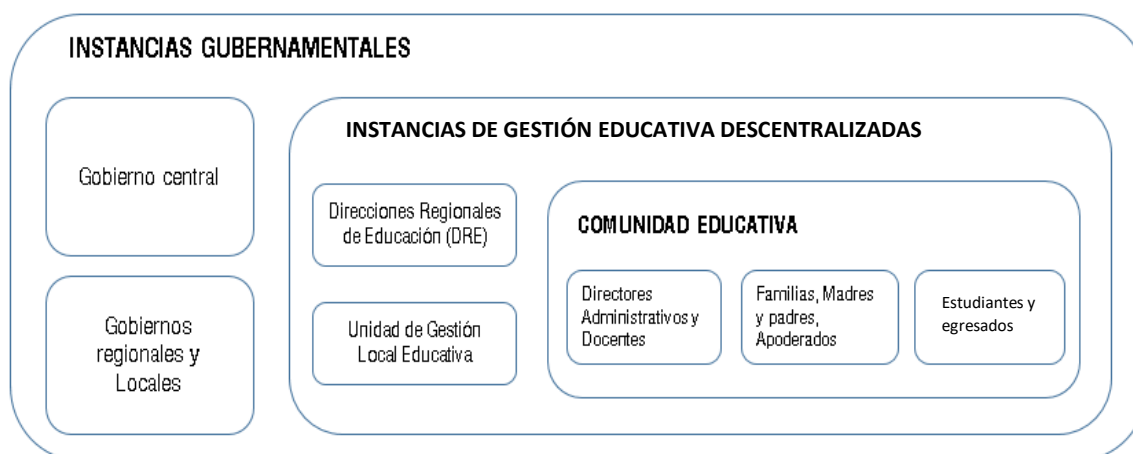 INSTANCIAS GUBERNAMENTALES
Gobierno central
Gobiernos
regionales y
Locales
INSTANCIAS DE GESTIÓN EDUCATIVA DESCENTRALIZADAS
Direcciones Regionales
de Educación (DRE)
Unidad de Gestión
Local Educativa
COMUNIDAD EDUCATIVA
Directores
Administrativos y
Docentes
Familias, Madres
y padres,
Apoderados
Estudiantes y
egresados